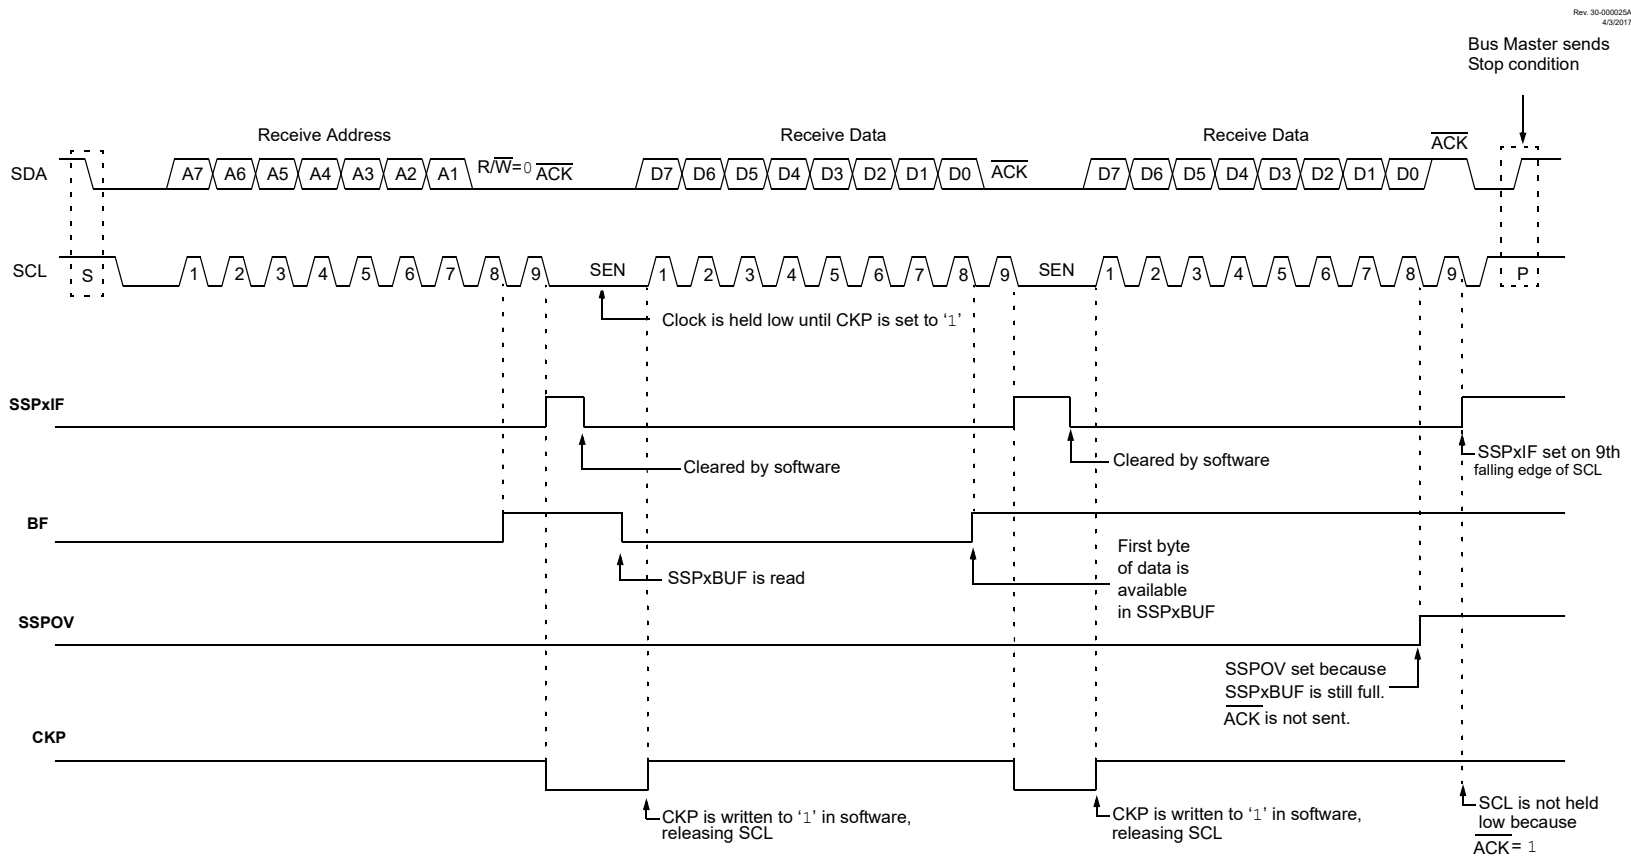 Rev. 30-000025A
4/3/2017
Bus Master sends
Stop condition
Receive Address
Receive Data
Receive Data
ACK
SDA
A7 A6 A5 A4 A3 A2 A1 R/W=0 ACK
D7 D6 D5 D4 D3 D2 D1 D0 ACK
D7 D6 D5 D4 D3 D2 D1 D0
SCL
S
1 2 3 4 5 6 7 8 9 SEN
1 2 3 4 5 6 7 8 9 SEN
1 2 3 4 5 6 7 8 9
P
Clock is held low until CKP is set to ‘1’
SSPxIF
Cleared by software
Cleared by software
SSPxIF set on 9th
falling edge of SCL
BF
SSPxBUF is read
First byte
of data is
available
in SSPxBUF
SSPOV
SSPOV set because
SSPxBUF is still full.
ACK is not sent.
CKP
CKP is written to ‘1’ in software,
releasing SCL
CKP is written to ‘1’ in software,
releasing SCL
SCL is not held
low because
ACK= 1